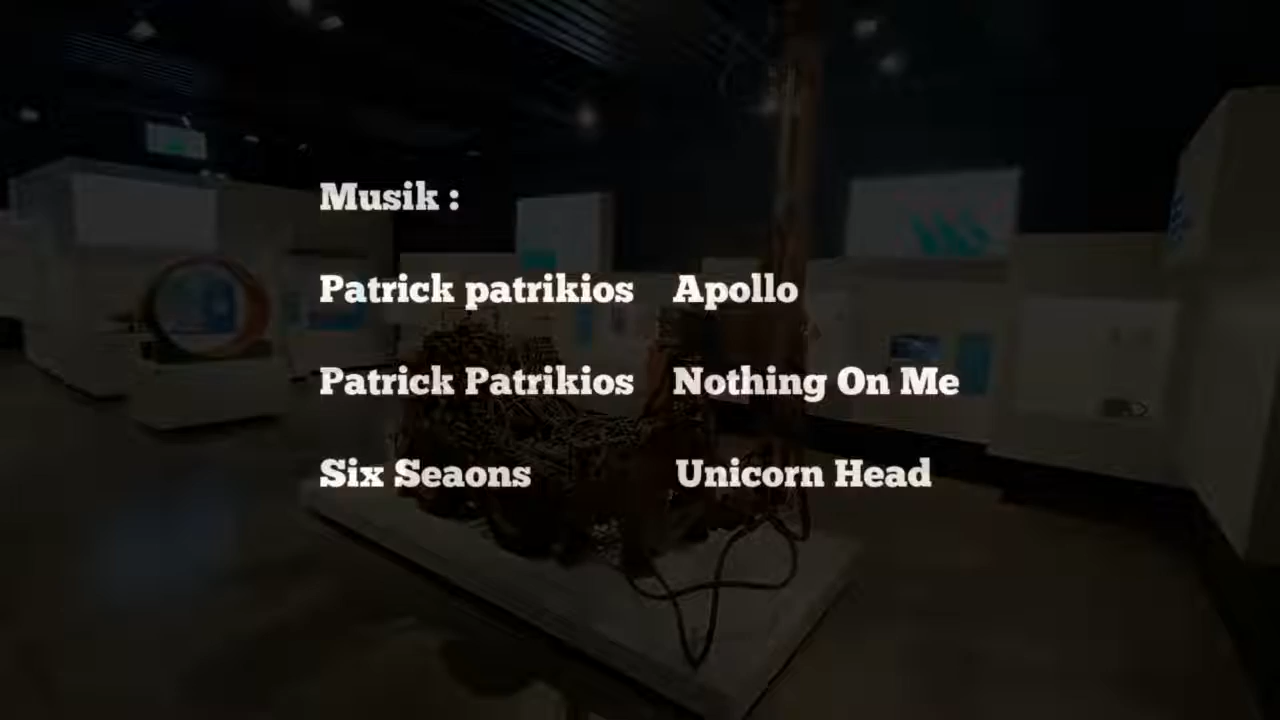 Musik :
Patrick patrikios Apollo
Patrick Patrikios Nothing On Me
Six Seaons Unicorn Head